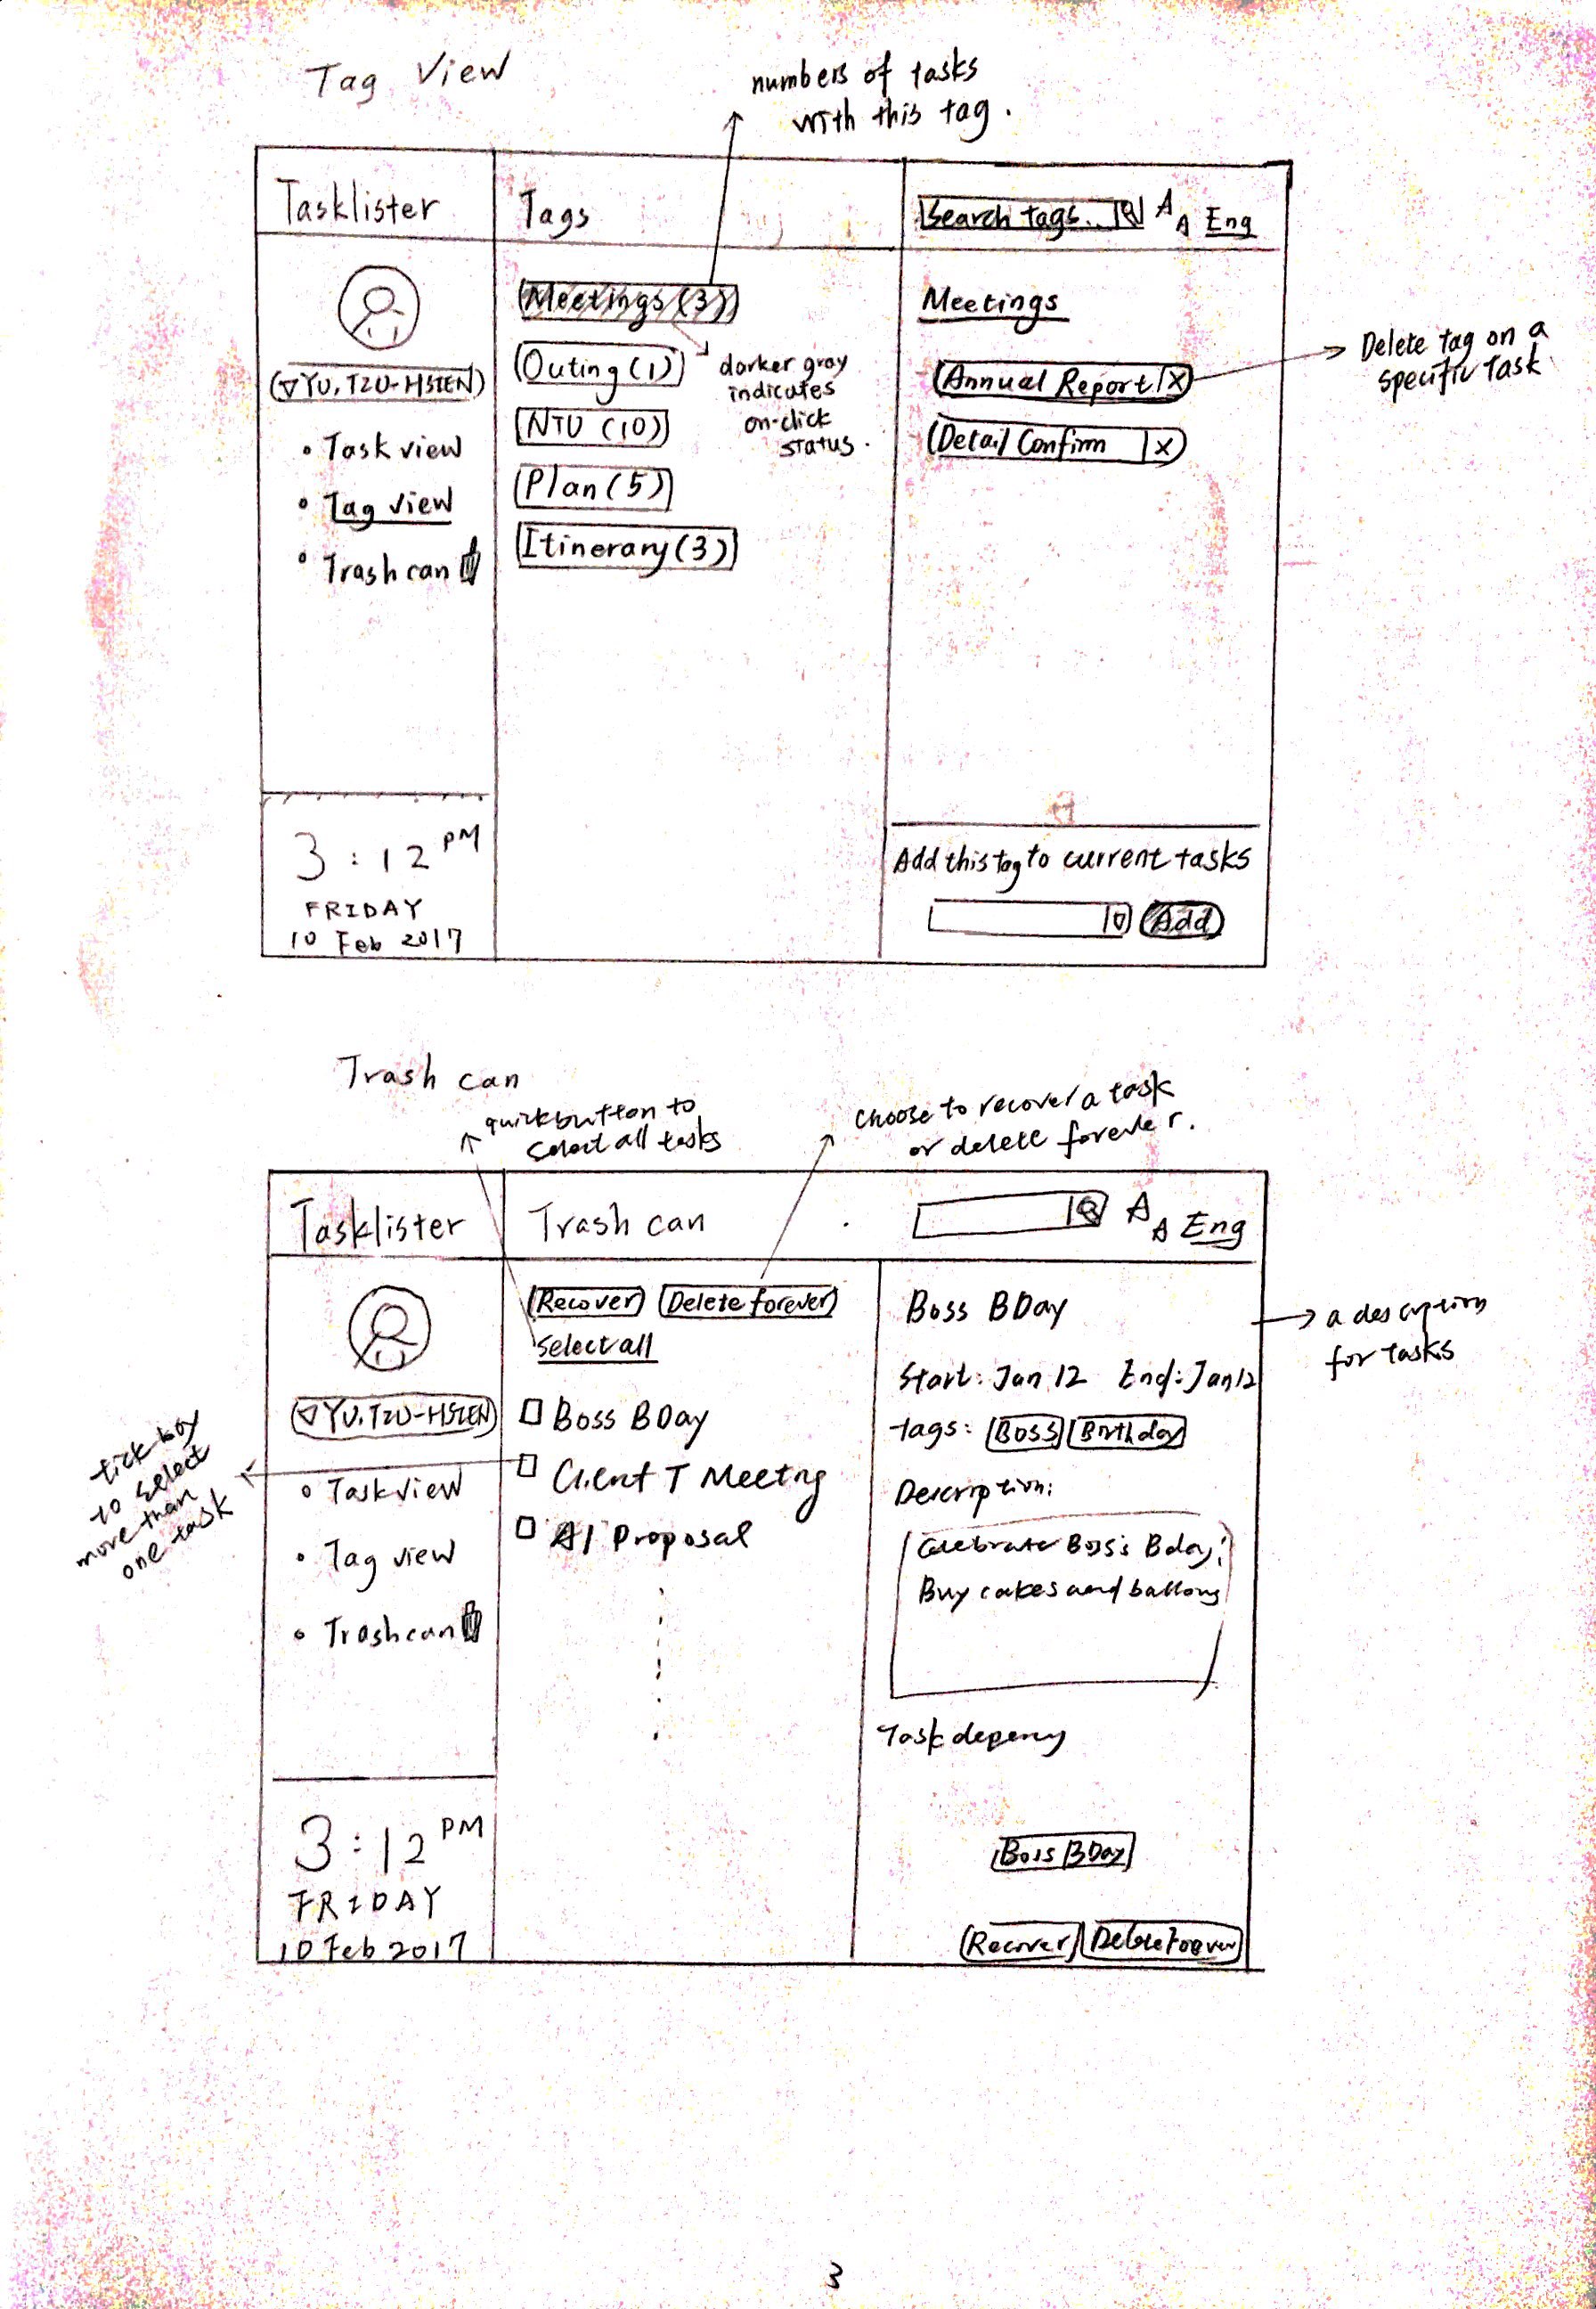 Tag View
numbers of tasks
with this tag.
Tasklister
Tags
Search tags..
A A Eng
Meetings (3)
Outing (1)
NTU (10)
Plan (5)
Itinerary (3)
darker gray
indicates
on-click
status.
YU, TZU-HSIEN
• Task view
• Tag view
• Trash can
3:12 PM
FRIDAY
10 Feb 2017
Meetings
Annual Report X
Detail Confirm X
Delete tag on a
specific Task
Add this tag to current tasks
Add
Trash can
quick button to
select all tasks
choose to recover a task
or delete forever.
Tasklister
Trash can
A A Eng
YU, TZU-HSIEN
• Task view
• Tag view
• Trash can
tick box
to select
more than
one task
3:12 PM
FRIDAY
10 Feb 2017
Recover Delete forever
Select all
Boss BDay
Client T Meeting
AI Proposal
Boss BDay
Start: Jan 12 End: Jan 12
Tags: Boss Birthday
Description:
Celebrate Boss's Bday!
Buy cakes and
Task
Boss BDay
Recover Delete Forever
a description
for tasks
3